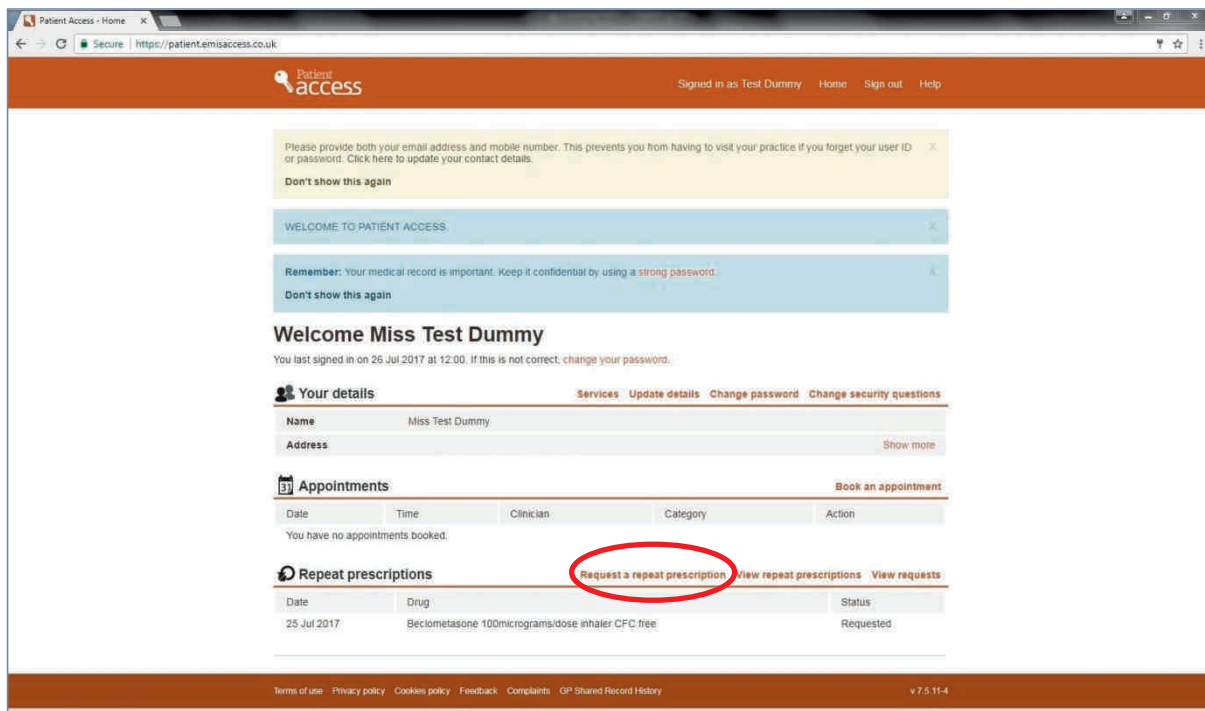 Patient Access - Home
Secure https://patient.emisaccess.co.uk
Patient
access
Signed in as Test Dummy Home Sign out Help
Please provide both your email address and mobile number. This prevents you from having to visit your practice if you forget your user ID X
or password. Click here to update your contact details.
Don't show this again
WELCOME TO PATIENT ACCESS. X
Remember: Your medical record is important. Keep it confidential by using a strong password. X
Don't show this again
Welcome Miss Test Dummy
You last signed in on 26 Jul 2017 at 12:00. If this is not correct, change your password.
Your details Services Update details Change password Change security questions
Name Miss Test Dummy
Address Show more
31 Appointments Book an appointment
Date Time Clinician Category Action
You have no appointments booked.
Repeat prescriptions Request a repeat prescription View repeat prescriptions View requests
Date Drug Status
25 Jul 2017 Beclometasone 100micrograms/dose inhaler CFC free Requested
Terms of use Privacy policy Cookies policy Feedback Complaints GP Shared Record History v 7.5.11-4